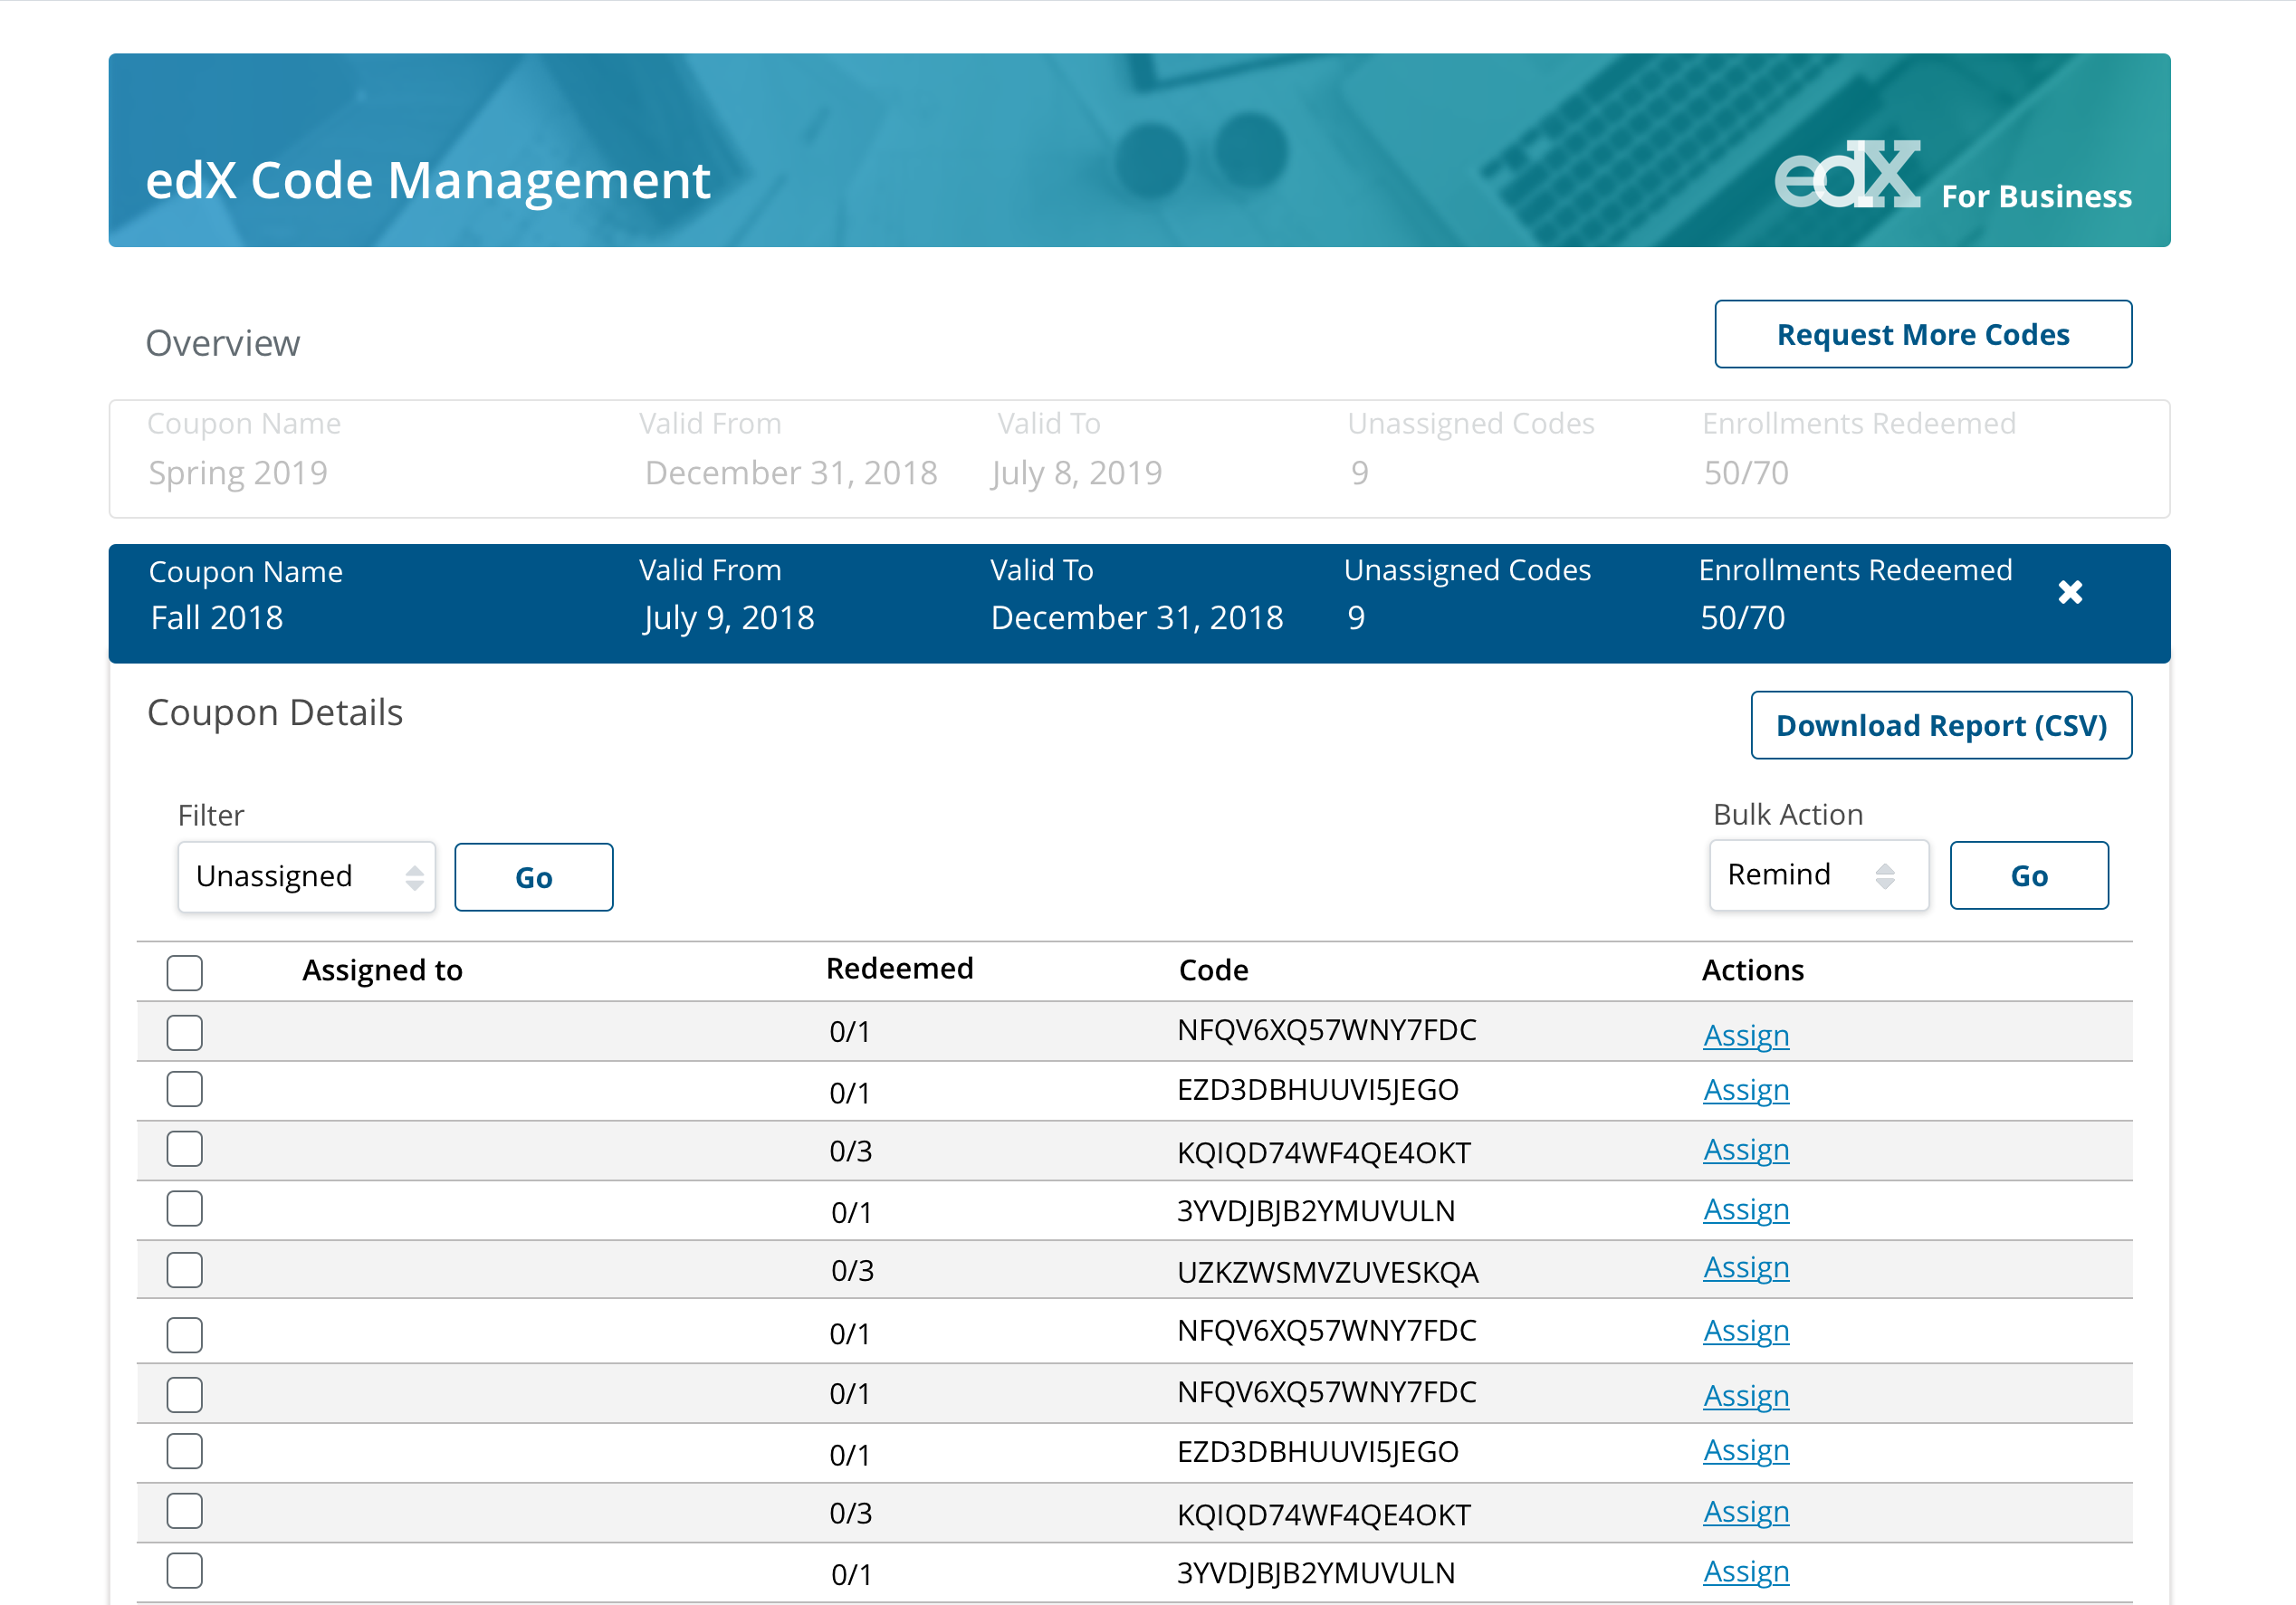 edX Code Management
edX For Business
Overview
Request More Codes
Coupon Name Valid From Valid To Unassigned Codes Enrollments Redeemed
Spring 2019 December 31, 2018 July 8, 2019 9 50/70
Coupon Name Valid From Valid To Unassigned Codes Enrollments Redeemed
Fall 2018 July 9, 2018 December 31, 2018 9 50/70
Coupon Details
Download Report (CSV)
Filter Bulk Action
Unassigned Go Remind Go
Assigned to Redeemed Code Actions
0/1 NFQV6XQ57WNY7FDC Assign
0/1 EZD3DBHUUVI5JEGO Assign
0/3 KQIQD74WF4QE4OKT Assign
0/1 3YVDJBJB2YMUVULN Assign
0/3 UZKZWSMVZUVESKQA Assign
0/1 NFQV6XQ57WNY7FDC Assign
0/1 NFQV6XQ57WNY7FDC Assign
0/1 EZD3DBHUUVI5JEGO Assign
0/3 KQIQD74WF4QE4OKT Assign
0/1 3YVDJBJB2YMUVULN Assign